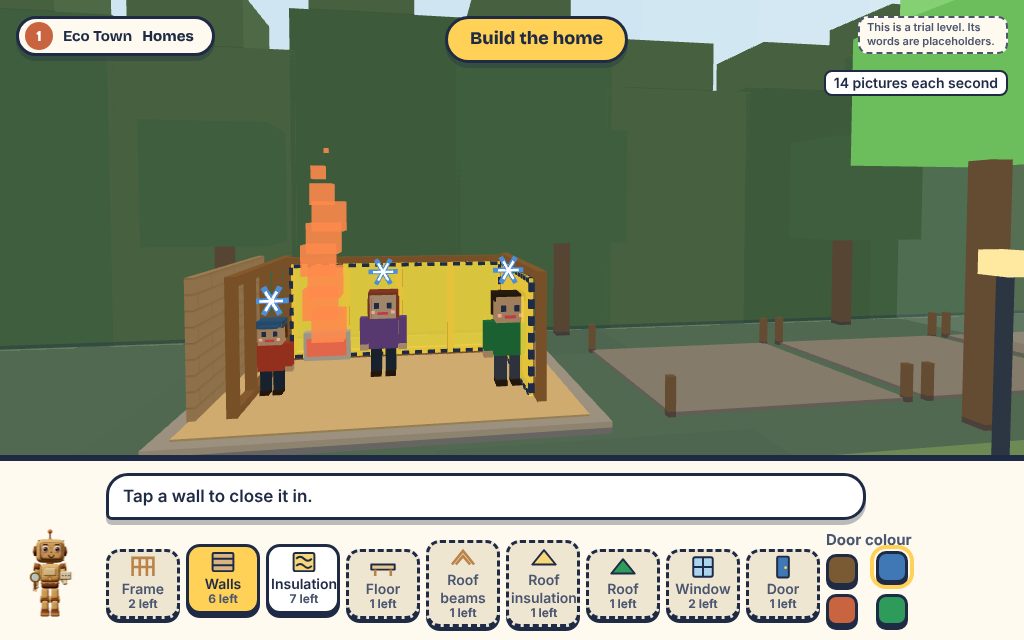 1 Eco Town Homes
Build the home
This is a trial level. Its
words are placeholders.
14 pictures each second
Tap a wall to close it in.
Door colour
Frame
2 left
Walls
6 left
Insulation
7 left
Floor
1 left
Roof
beams
1 left
Roof
insulation
1 left
Roof
1 left
Window
2 left
Door
1 left